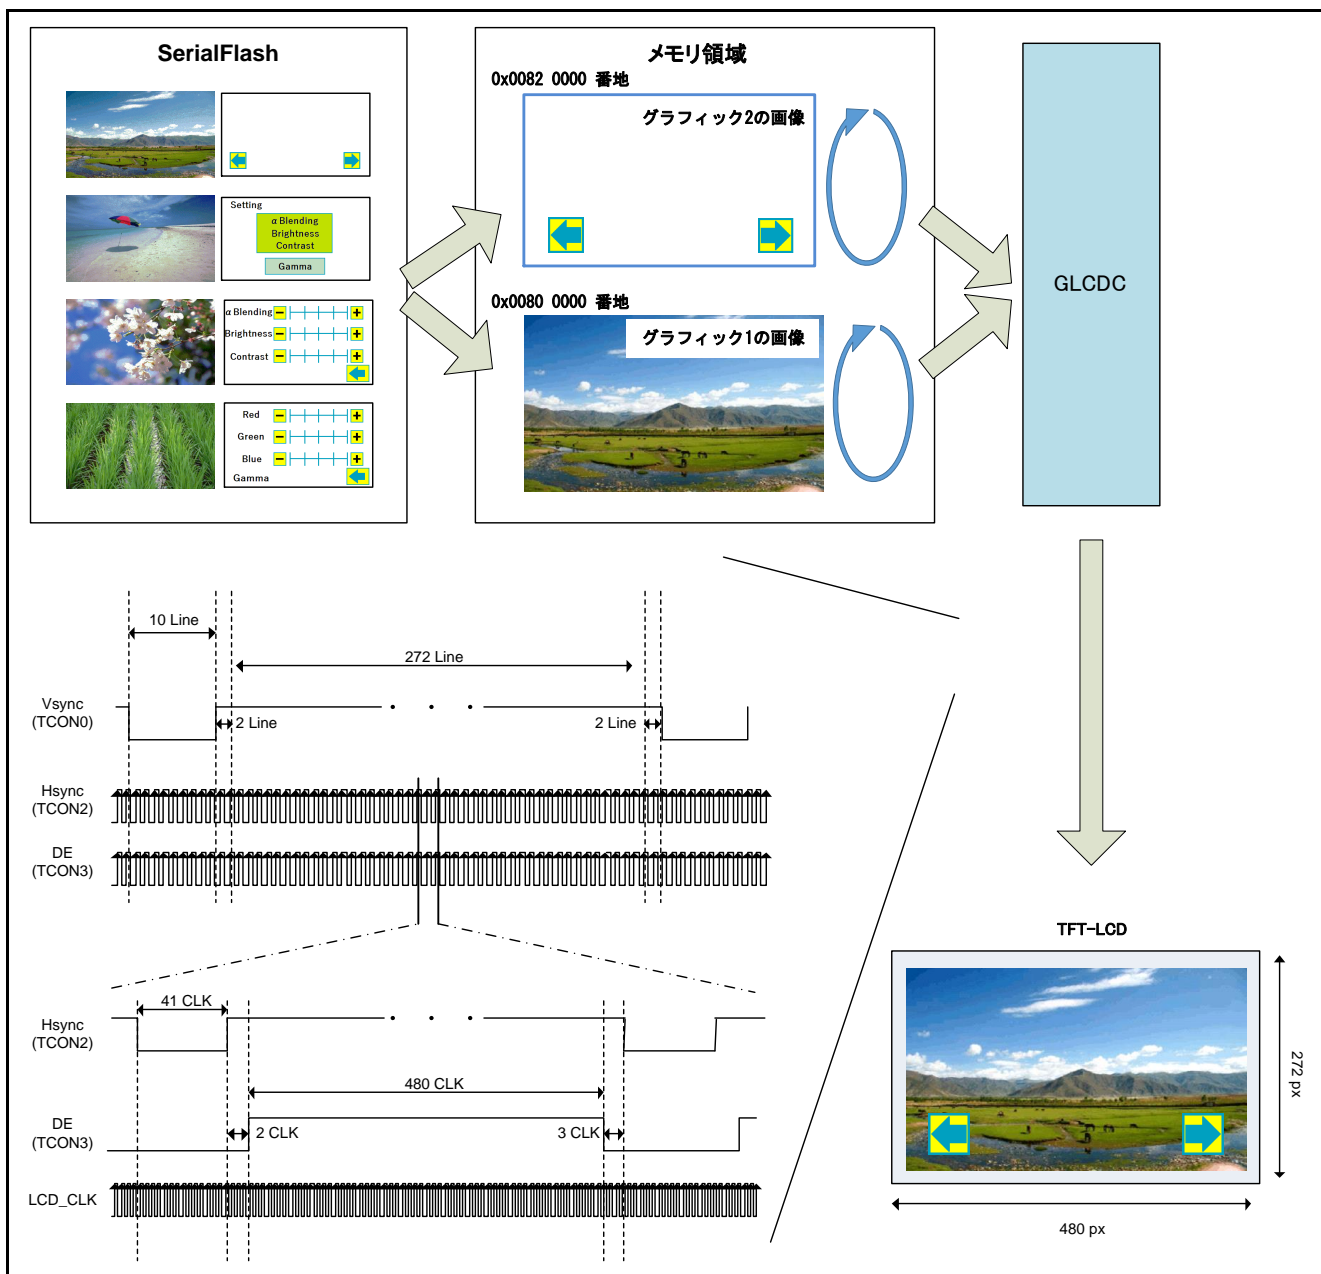 SerialFlash
Setting
α Blending
Brightness
Contrast
Gamma
α Blending
Brightness
Contrast
Red
Green
Blue
Gamma
メモリ領域
0x0082 0000 番地
グラフィック2の画像
0x0080 0000 番地
グラフィック1の画像
GLCDC
10 Line
272 Line
Vsync
(TCON0)
2 Line
2 Line
Hsync
(TCON2)
DE
(TCON3)
41 CLK
Hsync
(TCON2)
480 CLK
DE
(TCON3)
2 CLK
3 CLK
LCD_CLK
TFT-LCD
272 px
480 px